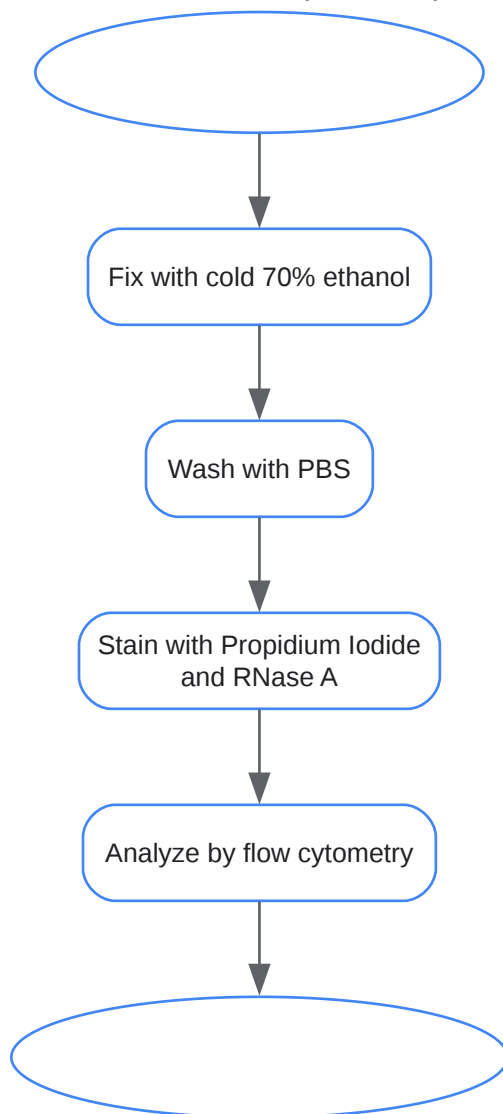 Fix with cold 70% ethanol
Wash with PBS
Stain with Propidium Iodide
and RNase A
Analyze by flow cytometry